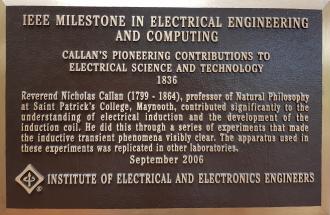 IEEE MILESTONE IN ELECTRICAL ENGINEERING
AND COMPUTING
CALLAN'S PIONEERING CONTRIBUTIONS TO
ELECTRICAL SCIENCE AND TECHNOLOGY
1836
Reverend Nicholas Callan (1799 - 1864), professor of Natural Philosophy
at Saint Patrick's College, Maynooth, contributed significantly to the
understanding of electrical induction and the development of the
induction coil. He did this through a series of experiments that made
the inductive transient phenomena visibly clear. The apparatus used in
these experiments was replicated in other laboratories.
September 2006
® INSTITUTE OF ELECTRICAL AND ELECTRONICS ENGINEERS